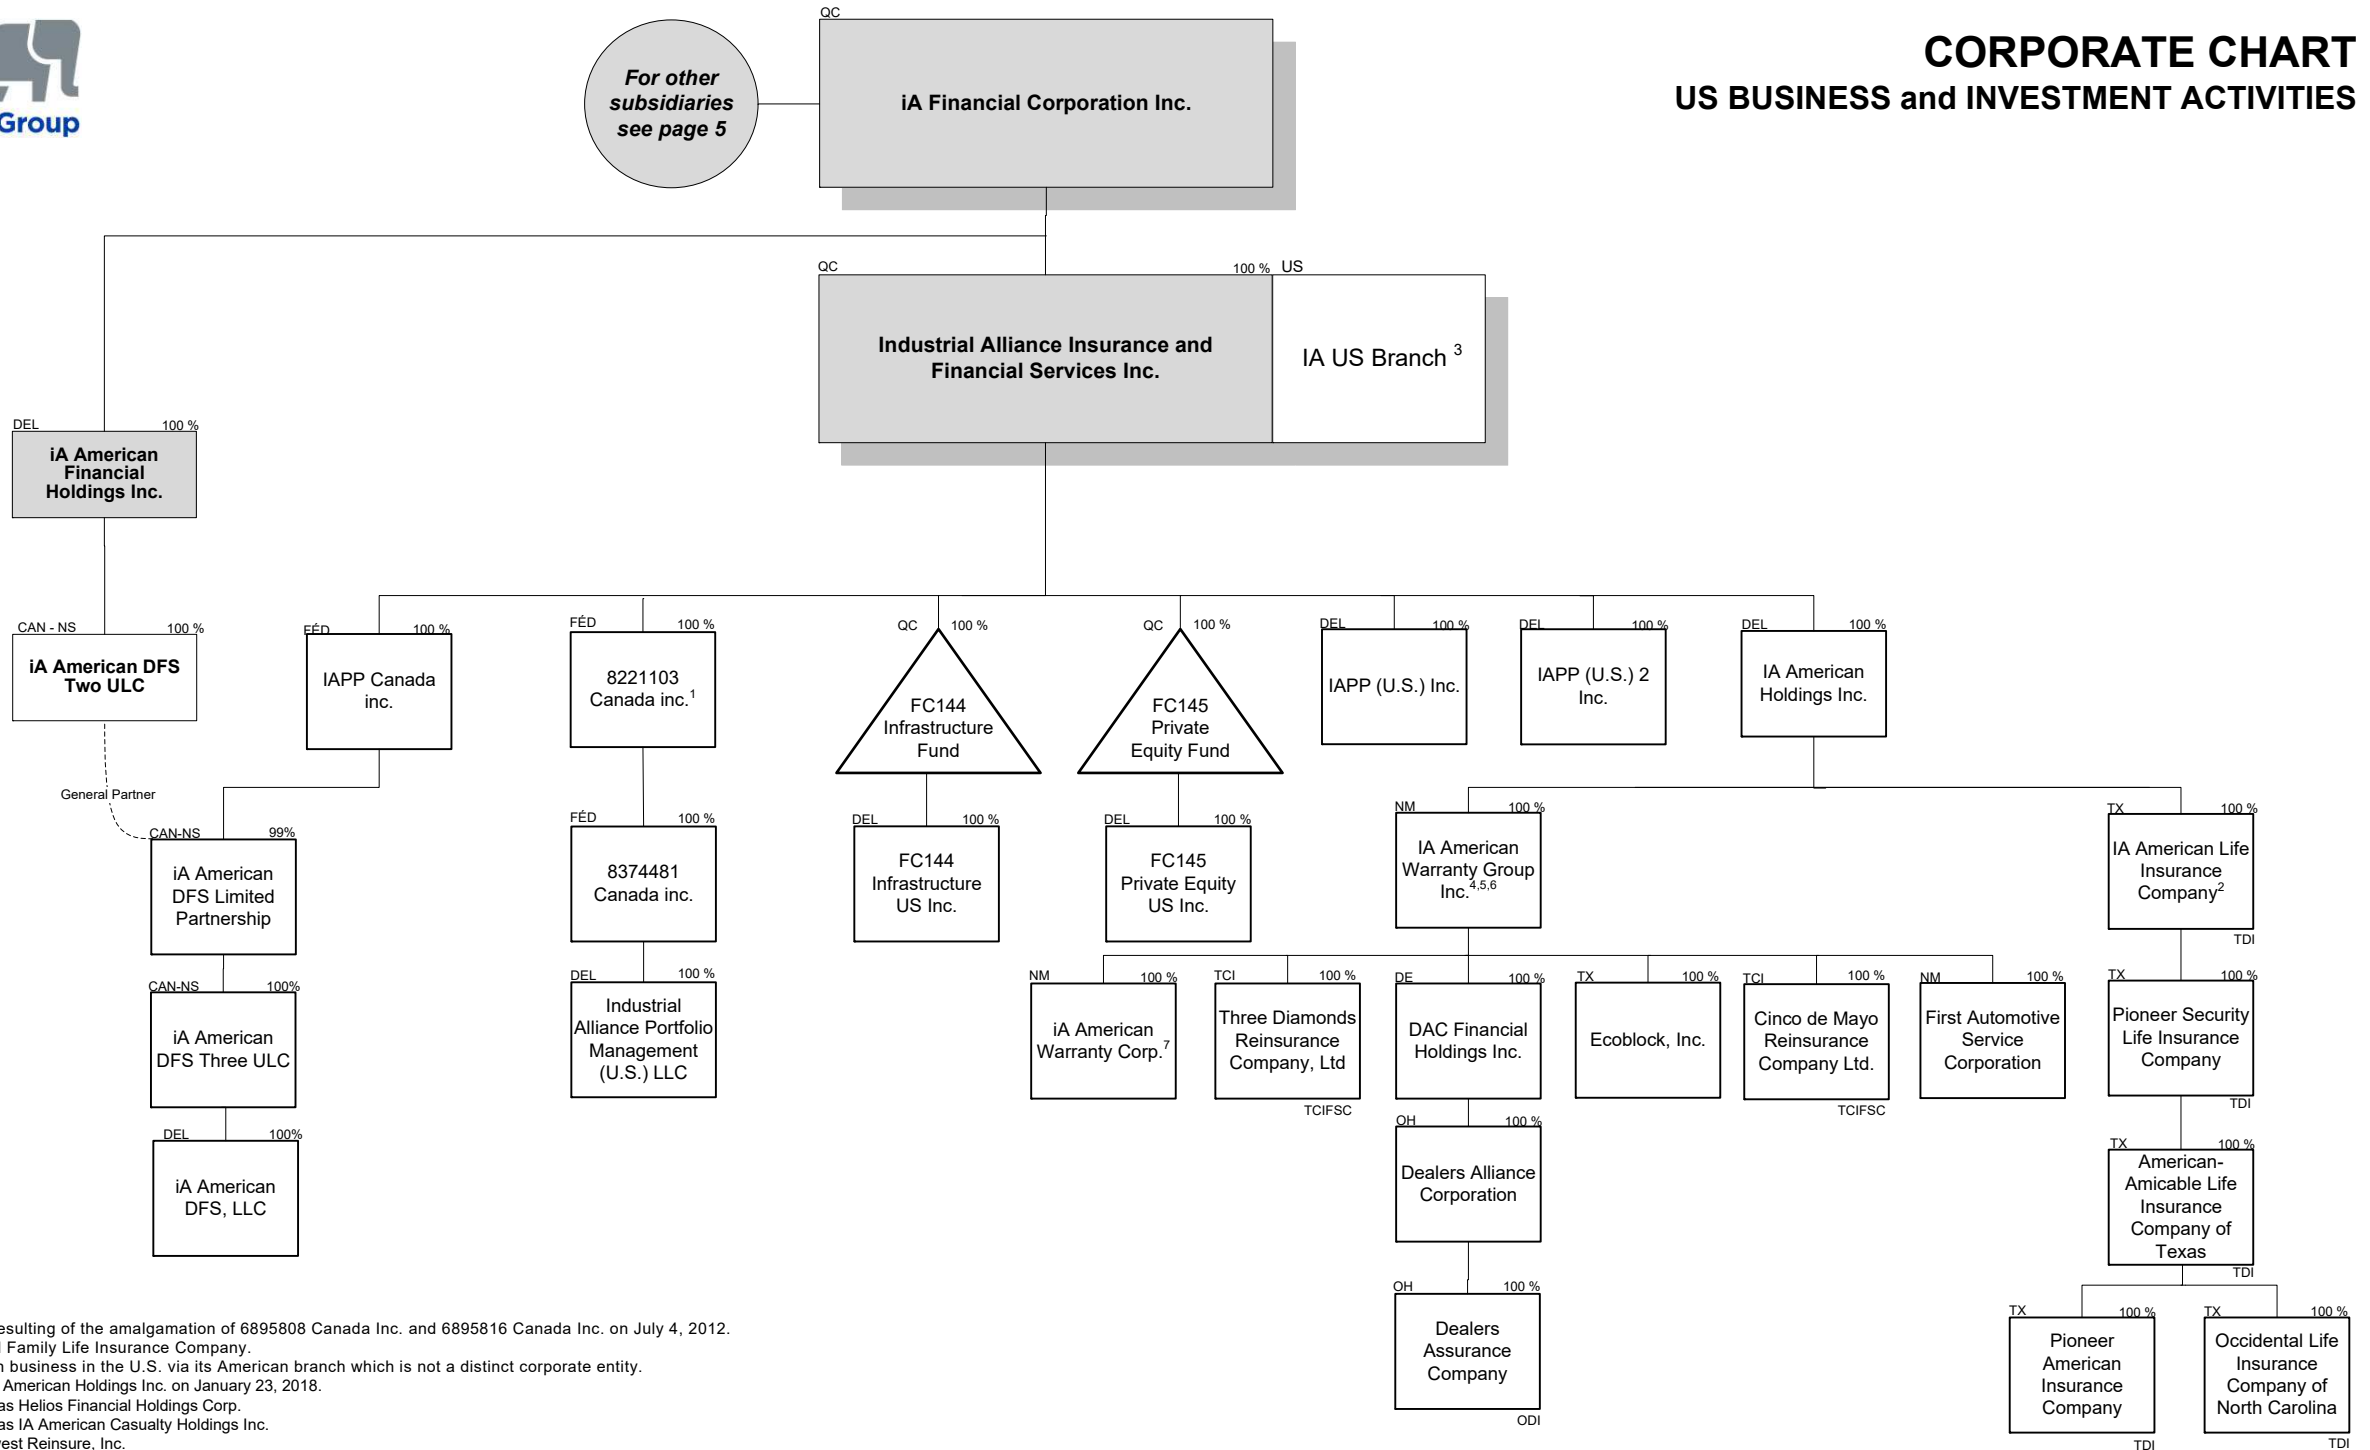 Group
CORPORATE CHART
US BUSINESS and INVESTMENT ACTIVITIES
For other
subsidiaries
see page 5
QC
iA Financial Corporation Inc.
QC
100 %
US
Industrial Alliance Insurance and
Financial Services Inc.
IA US Branch 3
DEL
100 %
iA American
Financial
Holdings Inc.
CAN - NS
100 %
iA American DFS
Two ULC
General Partner
FÉD
100 %
IAPP Canada
inc.
FÉD
100 %
8221103
Canada inc.1
QC
100 %
FC144
Infrastructure
Fund
QC
100 %
FC145
Private
Equity Fund
DEL
100 %
IAPP (U.S.) Inc.
DEL
100 %
IAPP (U.S.) 2
Inc.
DEL
100 %
IA American
Holdings Inc.
CAN-NS
99%
iA American
DFS Limited
Partnership
FÉD
100 %
8374481
Canada inc.
DEL
100 %
FC144
Infrastructure
US Inc.
DEL
100 %
FC145
Private Equity
US Inc.
NM
100 %
IA American
Warranty Group
Inc.4,5,6
TX
100 %
IA American Life
Insurance
Company2
TDI
CAN-NS
100%
iA American
DFS Three ULC
DEL
100 %
Industrial
Alliance Portfolio
Management
(U.S.) LLC
NM
100 %
iA American
Warranty Corp.7
TCI
100 %
Three Diamonds
Reinsurance
Company, Ltd
TCIFSC
DE
100 %
DAC Financial
Holdings Inc.
TX
100 %
Ecoblock, Inc.
TCI
100 %
Cinco de Mayo
Reinsurance
Company Ltd.
TCIFSC
NM
100 %
First Automotive
Service
Corporation
TX
100 %
Pioneer Security
Life Insurance
Company
TDI
DEL
100%
iA American
DFS, LLC
OH
100 %
Dealers Alliance
Corporation
TX
100 %
American-
Amicable Life
Insurance
Company of
Texas
TDI
OH
100 %
Dealers
Assurance
Company
ODI
TX
100 %
Pioneer
American
Insurance
Company
TDI
TX
100 %
Occidental Life
Insurance
Company of
North Carolina
TDI
esulting of the amalgamation of 6895808 Canada Inc. and 6895816 Canada Inc. on July 4, 2012.
Family Life Insurance Company.
business in the U.S. via its American branch which is not a distinct corporate entity.
American Holdings Inc. on January 23, 2018.
as Helios Financial Holdings Corp.
as IA American Casualty Holdings Inc.
vest Reinsure, Inc.